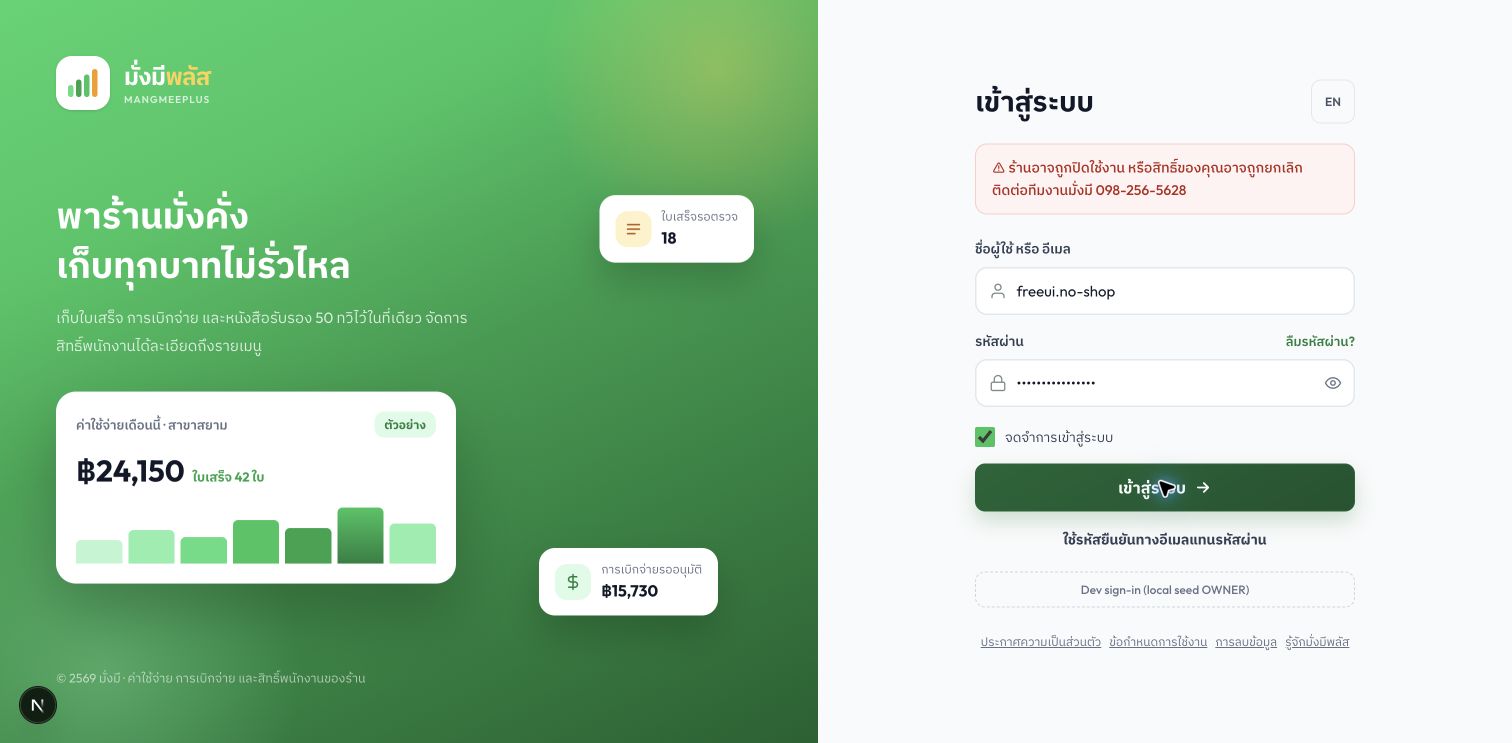 มั่งมีพลัส
MANGMEEPLUS
พาร้านมั่งคั่ง
เก็บทุกบาทไม่รั่วไหล
เก็บใบเสร็จ การเบิกจ่าย และหนังสือรับรอง 50 ทวิไว้ในที่เดียว จัดการ
สิทธิ์พนักงานได้ละเอียดถึงรายเมนู
ใบเสร็จรอตรวจ
18
ค่าใช้จ่ายเดือนนี้ · สาขาสยาม
ตัวอย่าง
฿24,150 ใบเสร็จ 42 ใบ
การเบิกจ่ายรออนุมัติ
฿15,730
© 2569 มั่งมี · ค่าใช้จ่าย การเบิกจ่าย และสิทธิ์พนักงานของร้าน
N
เข้าสู่ระบบ
EN
ร้านอาจถูกปิดใช้งาน หรือสิทธิ์ของคุณอาจถูกยกเลิก
ติดต่อทีมงานมั่งมี 098-256-5628
ชื่อผู้ใช้ หรือ อีเมล
freeui.no-shop
รหัสผ่าน
ลืมรหัสผ่าน?
••••••••••••••••
จดจำการเข้าสู่ระบบ
เข้าสู่ระบบ →
ใช้รหัสยืนยันทางอีเมลแทนรหัสผ่าน
Dev sign-in (local seed OWNER)
ประกาศความเป็นส่วนตัว ข้อกำหนดการใช้งาน การลบข้อมูล รู้จักมั่งมีพลัส